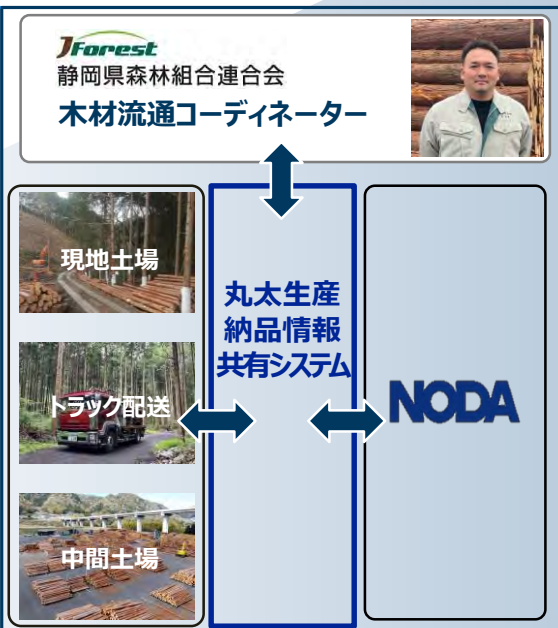 JForest
静岡県森林組合連合会
木材流通コーディネーター
現地土場
トラック配送
中間土場
丸太生産
納品情報
共有システム
NODA